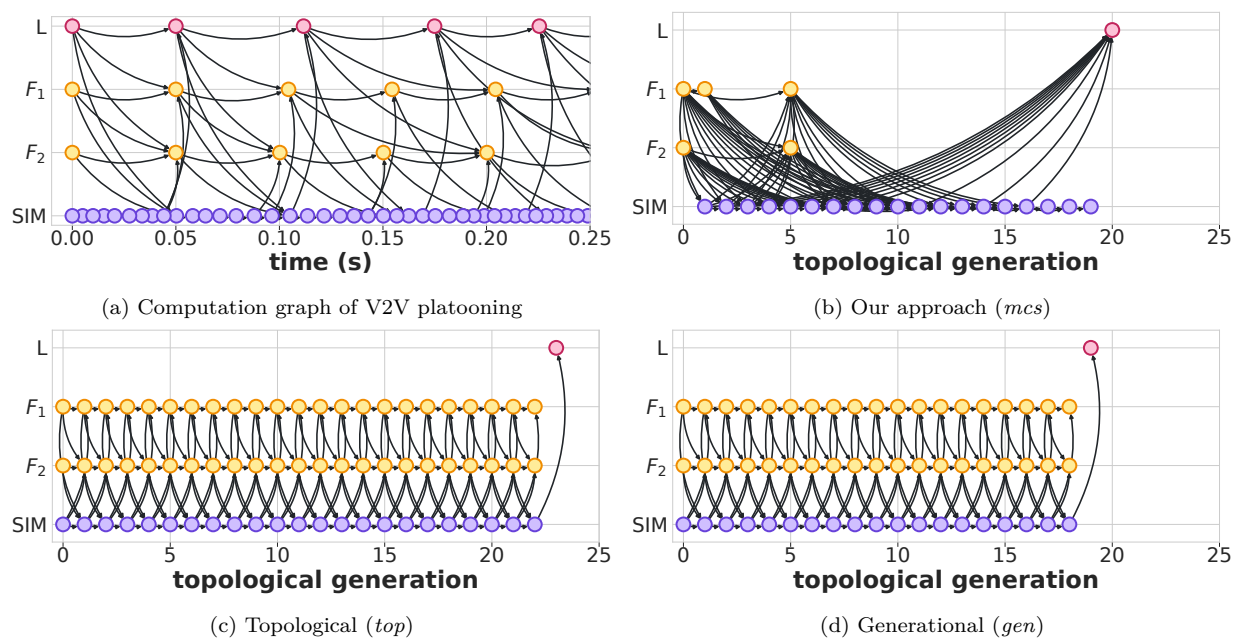 L
F1
F2
SIM
0.00 0.05 0.10 0.15 0.20 0.25
time (s)
(a) Computation graph of V2V platooning
L
F1
F2
SIM
0 5 10 15 20 25
topological generation
(b) Our approach (mcs)
L
F1
F2
SIM
0 5 10 15 20 25
topological generation
(c) Topological (top)
L
F1
F2
SIM
0 5 10 15 20 25
topological generation
(d) Generational (gen)